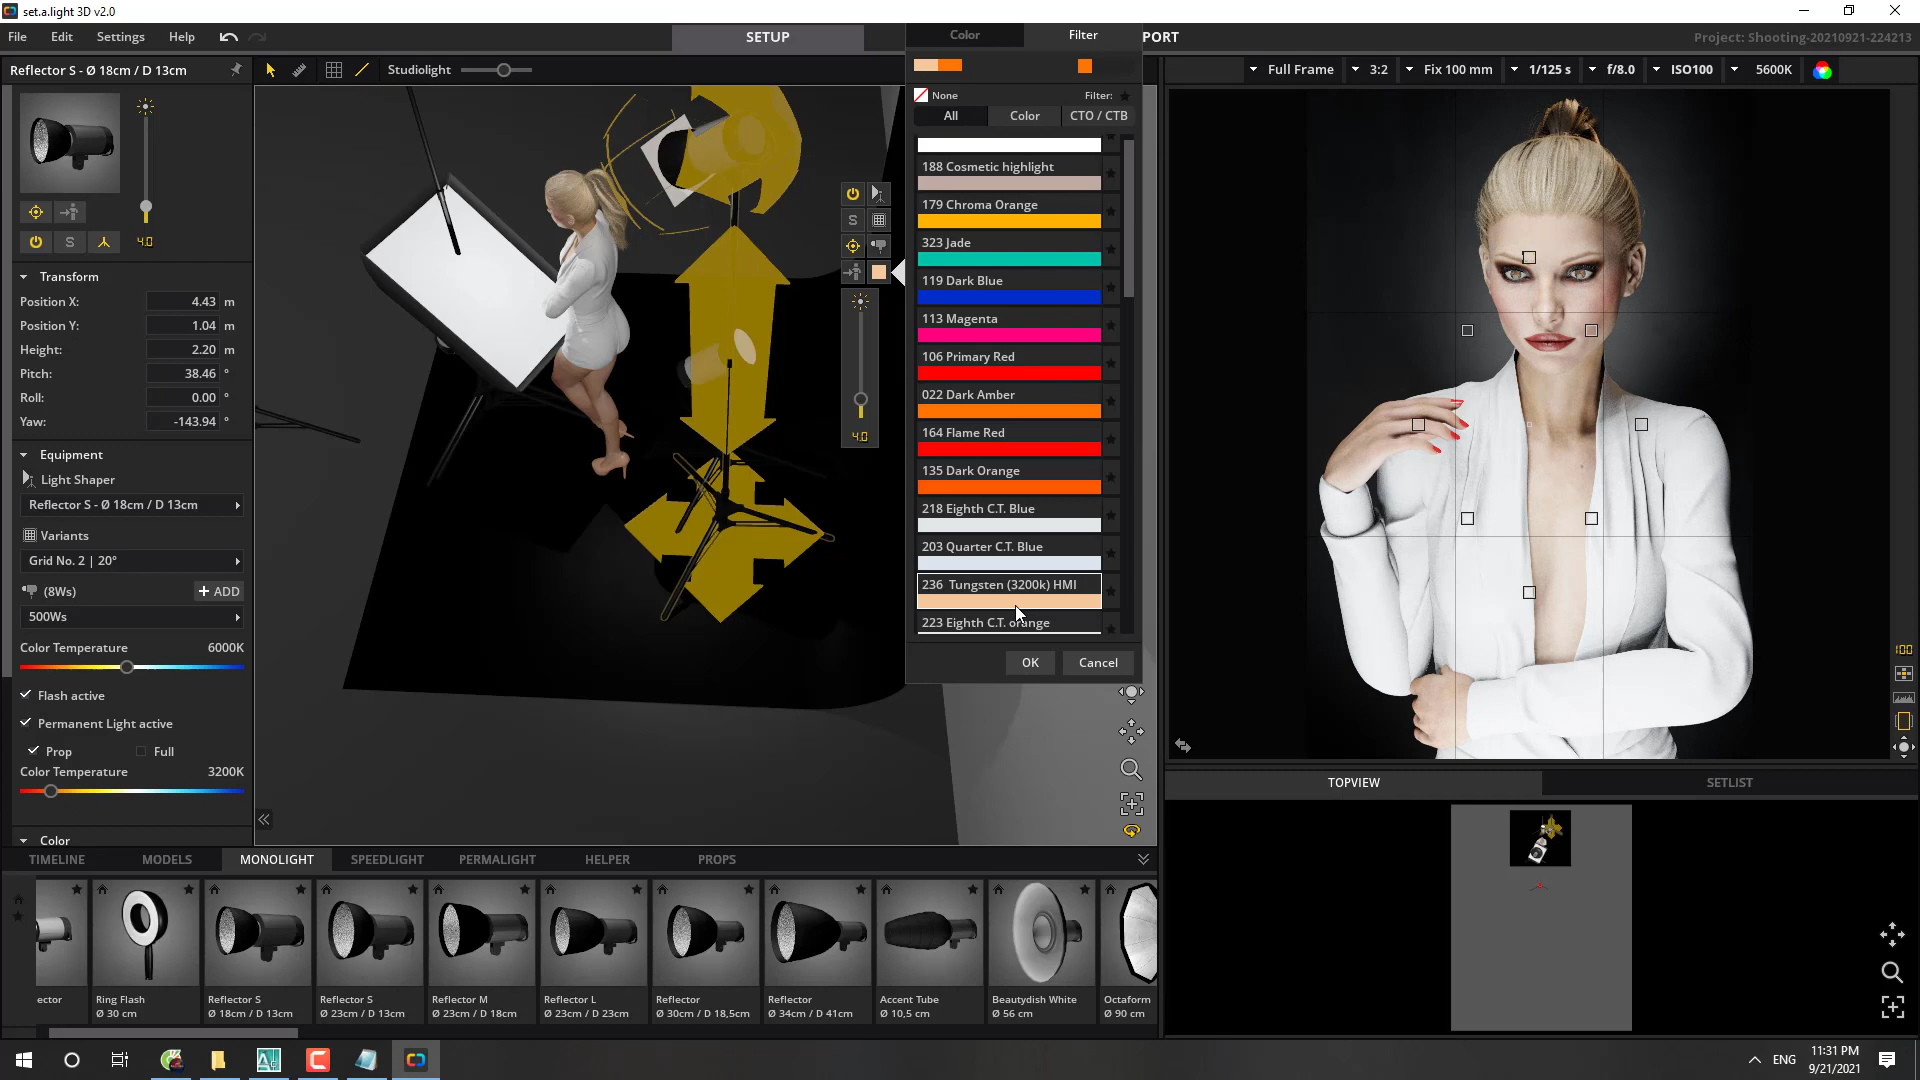 set.a.light 3D v2.0
File Edit Settings Help
SETUP
PORT
Project: Shooting-20210921-224213
Reflector S - Ø 18cm / D 13cm
Studiolight
Color Filter
Full Frame 3:2 Fix 100 mm 1/125 s f/8.0 ISO100 5600K
None Filter:
All Color CTO / CTB
188 Cosmetic highlight
179 Chroma Orange
323 Jade
119 Dark Blue
113 Magenta
106 Primary Red
022 Dark Amber
164 Flame Red
135 Dark Orange
218 Eighth C.T. Blue
203 Quarter C.T. Blue
236 Tungsten (3200k) HMI
223 Eighth C.T. orange
OK Cancel
S 4.0
Transform
Position X: 4.43 m
Position Y: 1.04 m
Height: 2.20 m
Pitch: 38.46 °
Roll: 0.00 °
Yaw: -143.94 °
Equipment
Light Shaper
Reflector S - Ø 18cm / D 13cm
Variants
Grid No. 2 | 20°
(8Ws) + ADD
500Ws
Color Temperature 6000K
Flash active
Permanent Light active
Prop Full
Color Temperature 3200K
Color
S
4.0
100
TOPVIEW SETLIST
TIMELINE MODELS MONOLIGHT SPEEDLIGHT PERMALIGHT HELPER PROPS
ector
Ring Flash
Ø 30 cm
Reflector S
Ø 18cm / D 13cm
Reflector S
Ø 23cm / D 13cm
Reflector M
Ø 23cm / D 18cm
Reflector L
Ø 23cm / D 23cm
Reflector
Ø 30cm / D 18,5cm
Reflector
Ø 34cm / D 41cm
Accent Tube
Ø 10,5 cm
Beautydish White
Ø 56 cm
Octaform
Ø 90 cm
ENG
11:31 PM
9/21/2021